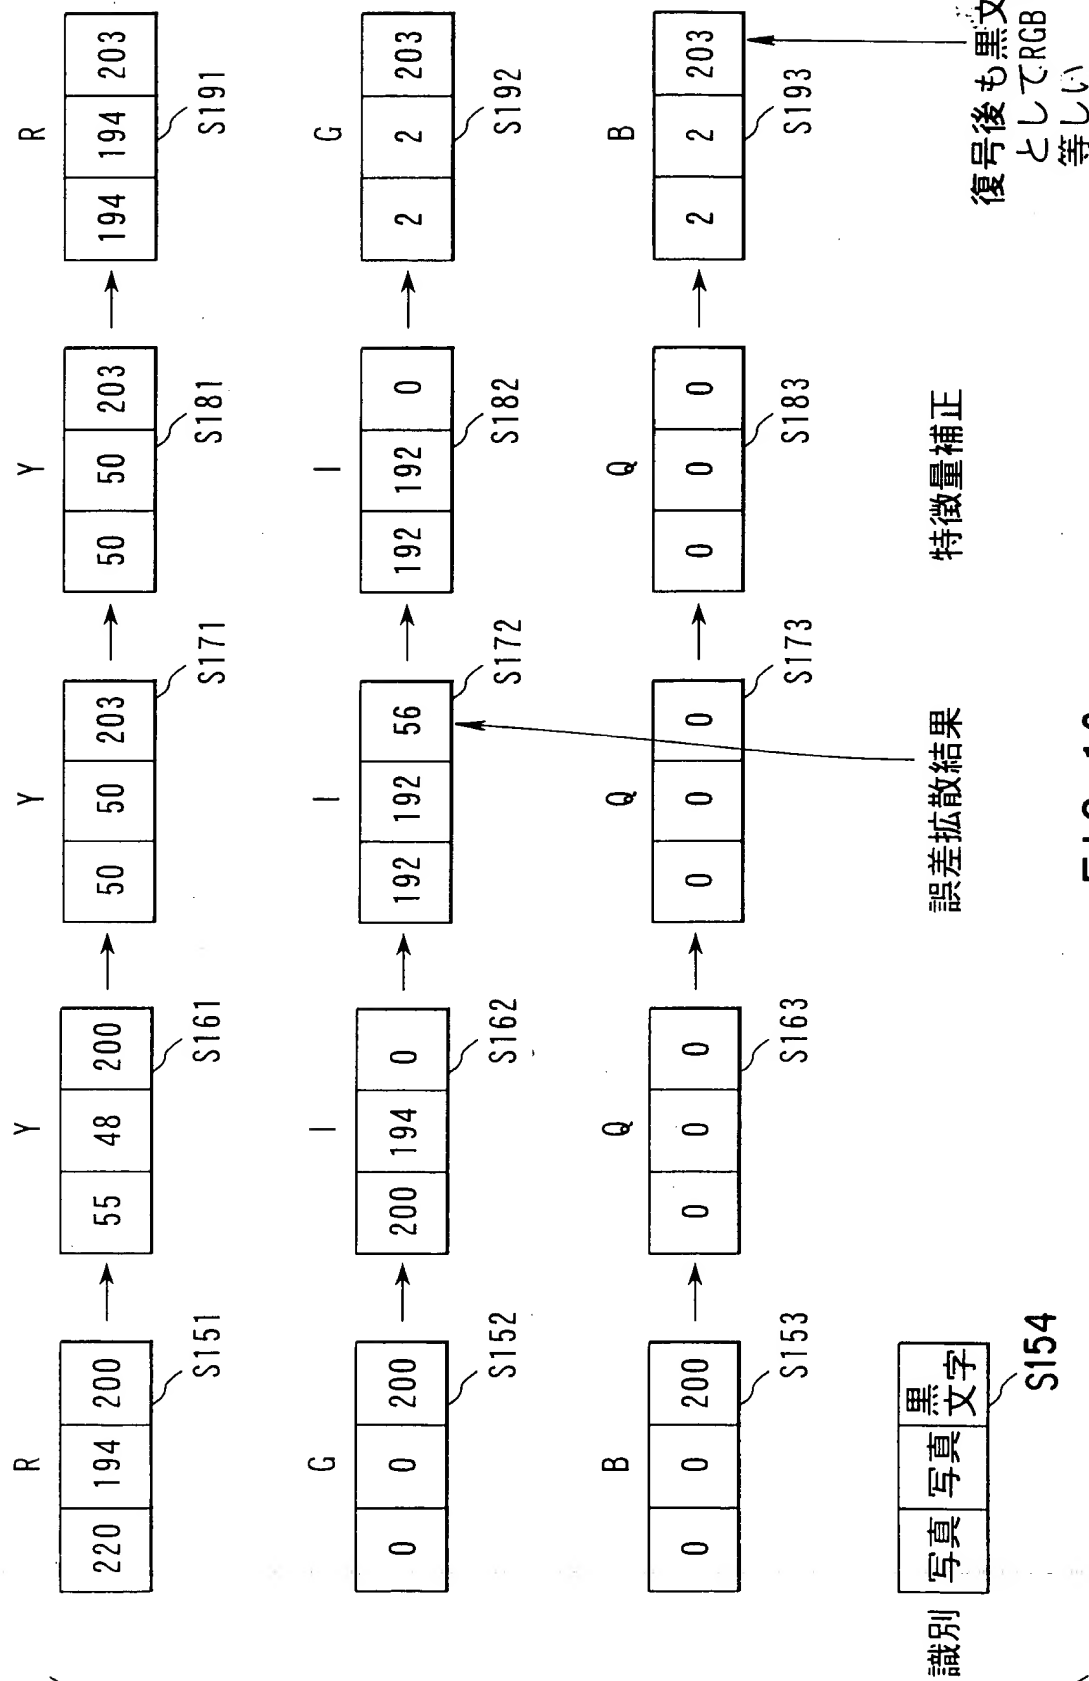 R Y Y Y R
220 194 200 → 55 48 200 → 50 50 203 → 50 50 203 → 194 194 203
S151 S161 S171 S181 S191
G I I I G
0 0 200 → 200 194 0 → 192 192 56 → 192 192 0 → 2 2 203
S152 S162 S172 S182 S192
B Q Q Q B
0 0 200 → 0 0 0 → 0 0 0 → 0 0 0 → 2 2 203
S153 S163 S173 S183 S193
識別 写真 写真 黒
文字
S154
誤差拡散結果
特徴量補正
復号後も黒文
としてRGB
等しい